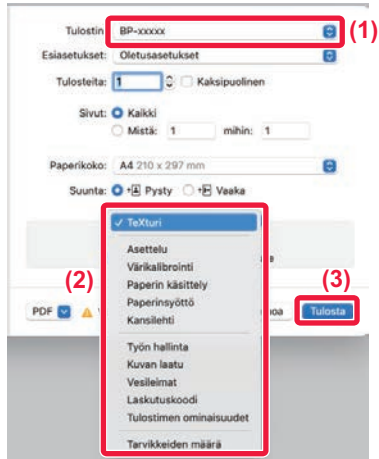 Tulostin: BP-xxxxx (1)
Esiasetukset: Oletusasetukset
Tulosteita: 1 Kaksipuolinen
Sivut: Kaikki
Mistä: 1 mihin: 1
Paperikoko: A4 210 x 297 mm
Suunta: Pysty Vaaka
TeXturi
Asettelu
Värikalibrointi
(2) Paperin käsittely (3)
Paperinsyöttö
PDF Kansilehti Tulosta
Työn hallinta
Kuvan laatu
Vesileimat
Laskutuskoodi
Tulostimen ominaisuudet
Tarvikkeiden määrä